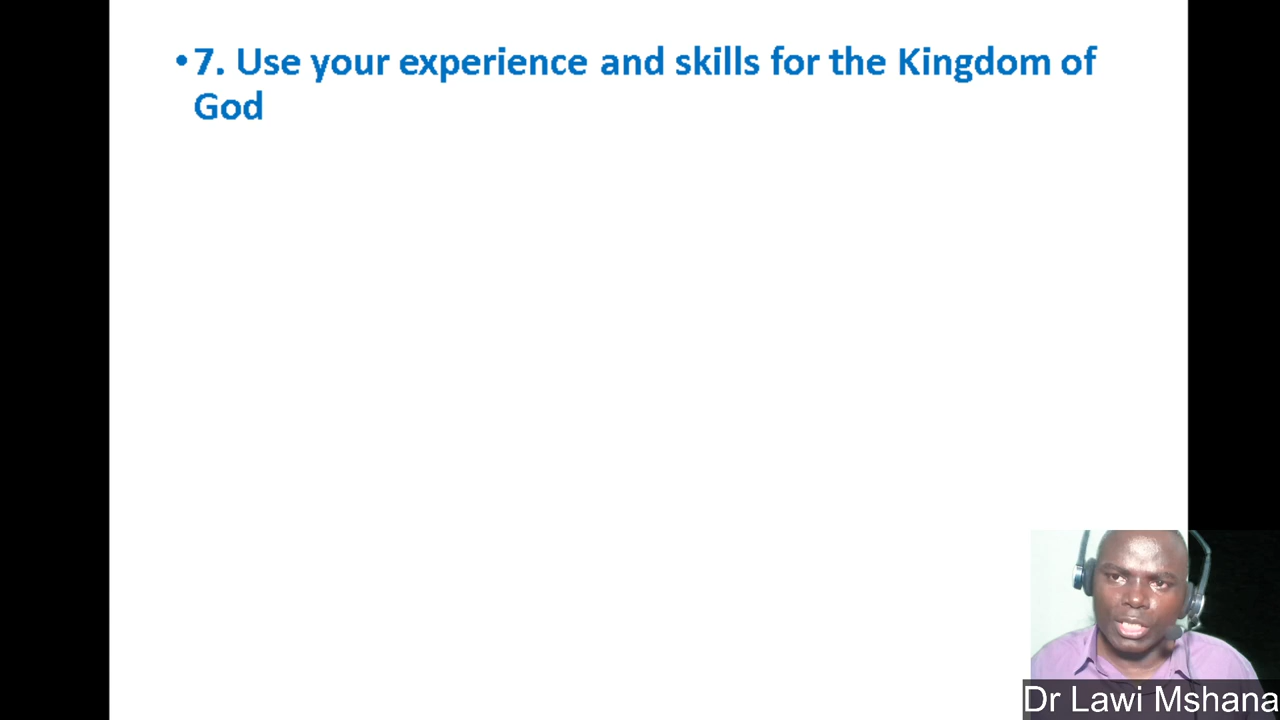 •7. Use your experience and skills for the Kingdom of
God
Dr Lawi Mshana